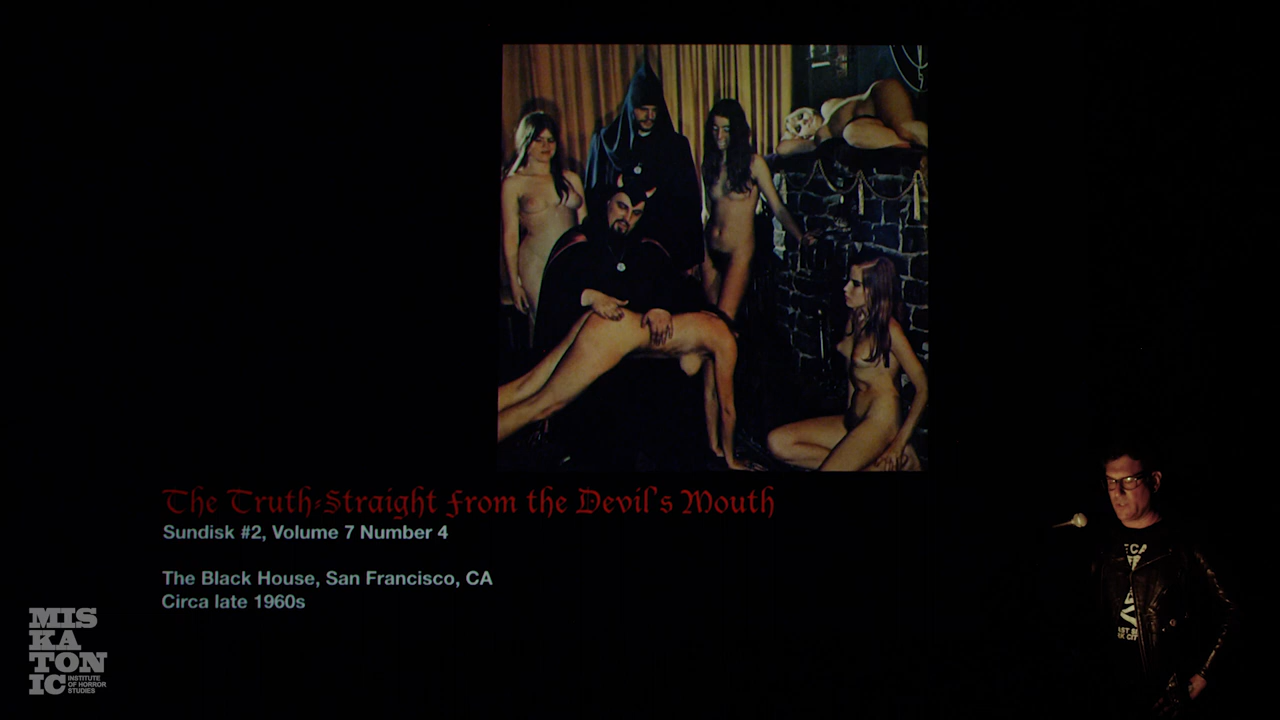 The Truth-Straight from the Devil's Mouth
Sundisk #2, Volume 7 Number 4
The Black House, San Francisco, CA
Circa late 1960s
MIS
KA
TON
IC
INSTITUTE
OF HORROR
STUDIES